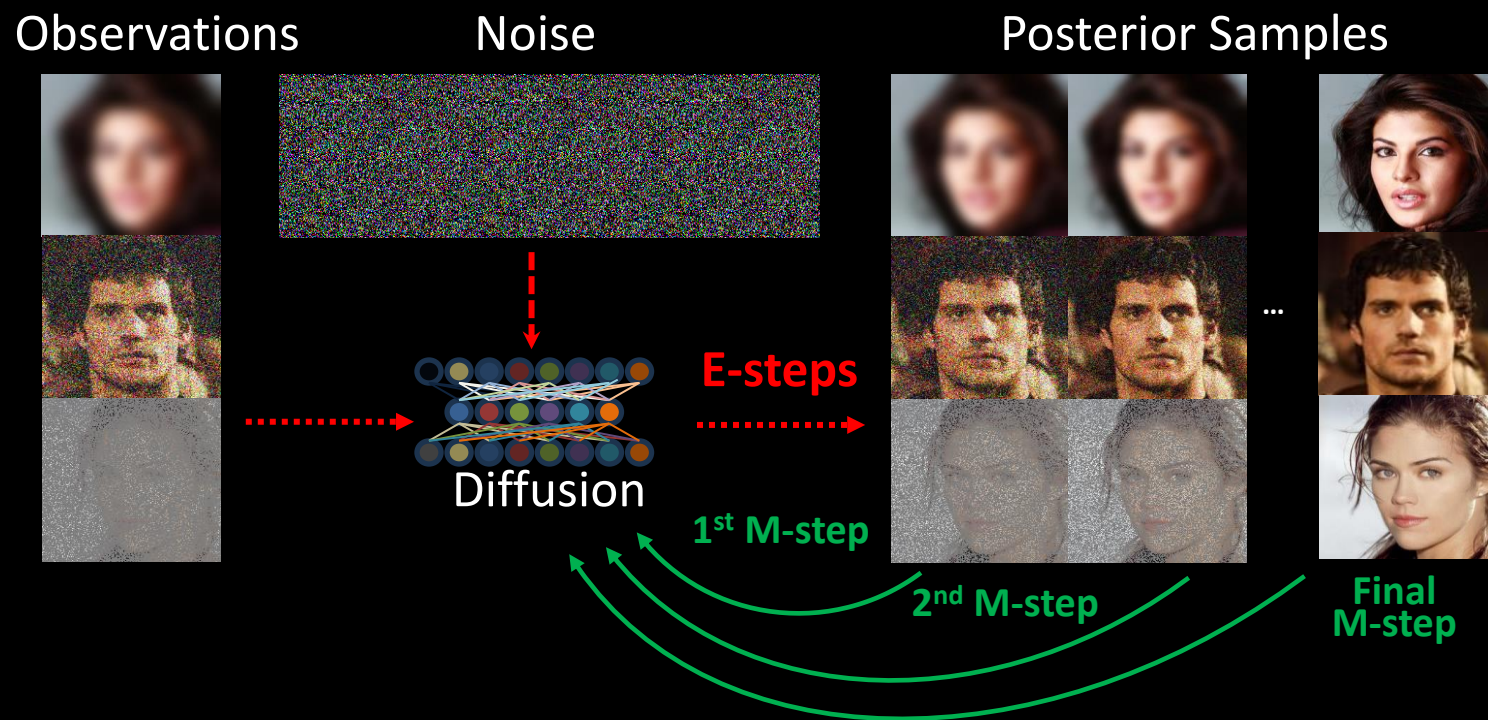 Observations
Noise
Posterior Samples
...
E-steps
Diffusion
1st M-step
2nd M-step
Final
M-step